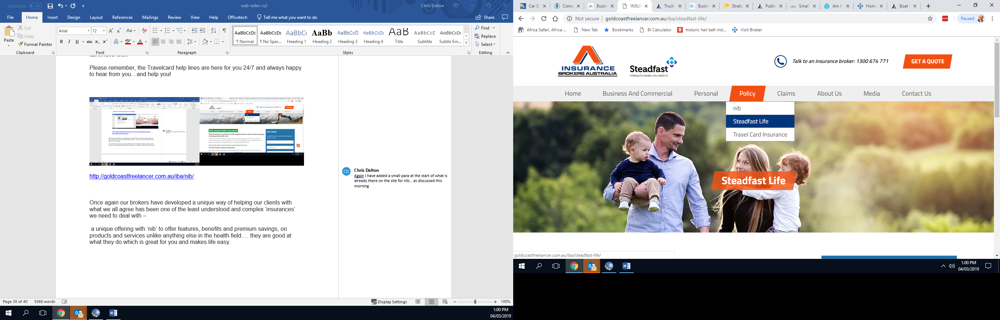 AutoSave Off
web redev vs2
Chris Dalton
File Home Insert Design Layout References Mailings Review View Help Officetech Tell me what you want to do Share
Paste
Cut
Copy
Format Painter
Clipboard
Arial 12
Font
Paragraph
AaBbCcDc AaBbCcDc AaBbCc AaBb AaBbCcD AaBbCcDc AaB AaBbCcD AaBbCcDc
¶ Normal ¶ No Spac... Heading 1 Heading 2 Heading 3 Heading 4 Title Subtitle Subtle Em...
Styles
Find
Replace
Select
Editing
Please remember, the Travelcard help lines are here for you 24/7 and always happy
to hear from you…and help you!
Why private health insurance?
Get a Quote
http://goldcoastfreelancer.com.au/iba/nib/
Once again our brokers have developed a unique way of helping our clients with
what we all agree has been one of the least understood and complex ‘insurances’
we need to deal with –
a unique offering with ‘nib’ to offer features, benefits and premium savings, on
products and services unlike anything else in the health field…. they are good at
what they do which is great for you and makes life easy.
CD
Chris Dalton
Again I have added a small para at the start of what is
already there on the site for nib... as discussed this
morning
Page 38 of 40 5568 words
Display Settings
100%
1:00 PM
04/03/2019
Car D Comp Busin INSUF Truck Busin Strata Public Small Am I Home Boat
Not secure goldcoastfreelancer.com.au/iba/steadfast-life/
Paused
Africa Safari, Africa ... New Tab Bookmarks BI Calculator historic hail belt ind... Visit Broker
INSURANCE
BROKERS AUSTRALIA
Steadfast
STRENGTH WHEN YOU NEED IT
Talk to an insurance broker: 1300 674 771
GET A QUOTE
Home Business And Commercial Personal Policy Claims About Us Media Contact Us
nib
Steadfast Life
Travel Card Insurance
Steadfast Life
goldcoastfreelancer.com.au/iba/steadfast-life/
1:00 PM
04/03/2019